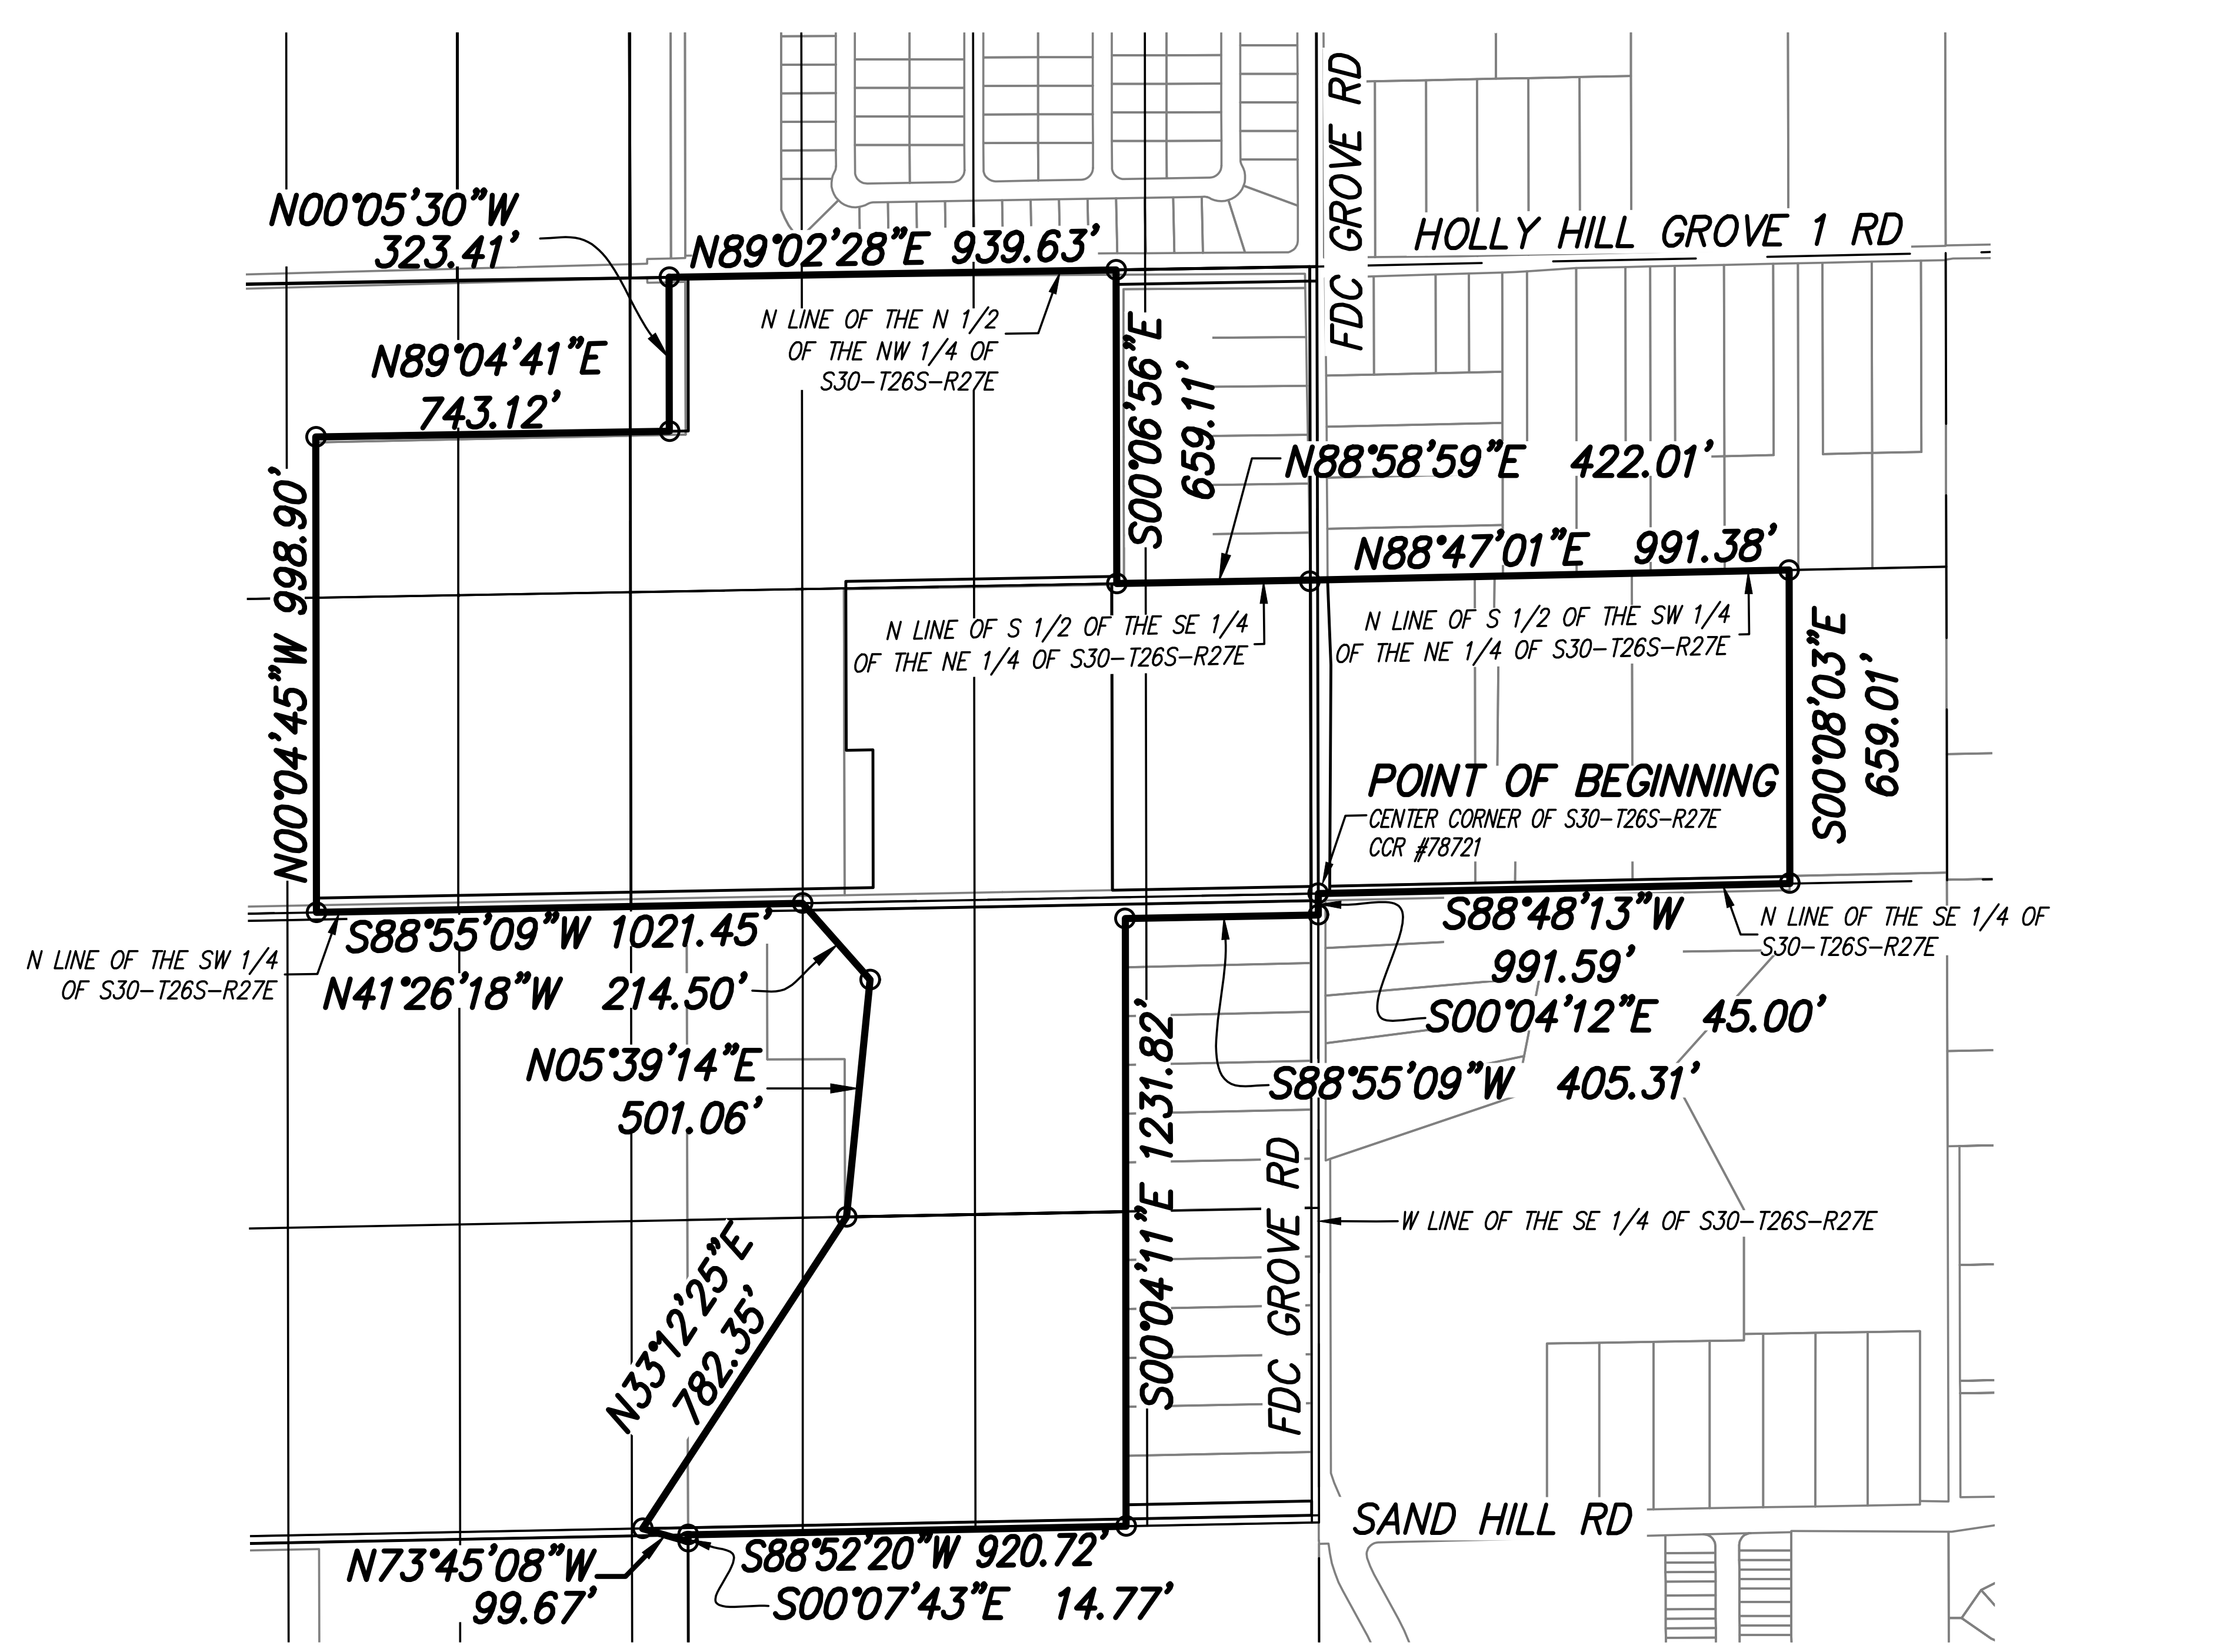 FDC GROVE RD
HOLLY HILL GROVE 1 RD
N00°05'30"W
323.41'
N89°02'28"E 939.63'
N LINE OF THE N 1/2
OF THE NW 1/4 OF
S30-T26S-R27E
N89°04'41"E
743.12'
S00°06'56"E
659.11'
N88°58'59"E 422.01'
N88°47'01"E 991.38'
N00°04'45"W 998.90'
N LINE OF S 1/2 OF THE SE 1/4
OF THE NE 1/4 OF S30-T26S-R27E
N LINE OF S 1/2 OF THE SW 1/4
OF THE NE 1/4 OF S30-T26S-R27E
S00°08'03"E
659.01'
POINT OF BEGINNING
CENTER CORNER OF S30-T26S-R27E
CCR #78721
S88°55'09"W 1021.45'
N LINE OF THE SW 1/4
OF S30-T26S-R27E
N41°26'18"W 214.50'
S88°48'13"W
991.59'
N LINE OF THE SE 1/4 OF
S30-T26S-R27E
S00°04'12"E 45.00'
N05°39'14"E
501.06'
S88°55'09"W 405.31'
S00°04'11"E 1231.82'
FDC GROVE RD
W LINE OF THE SE 1/4 OF S30-T26S-R27E
N33°12'25"E
782.35'
SAND HILL RD
N73°45'08"W
99.67'
S88°52'20"W 920.72'
S00°07'43"E 14.77'